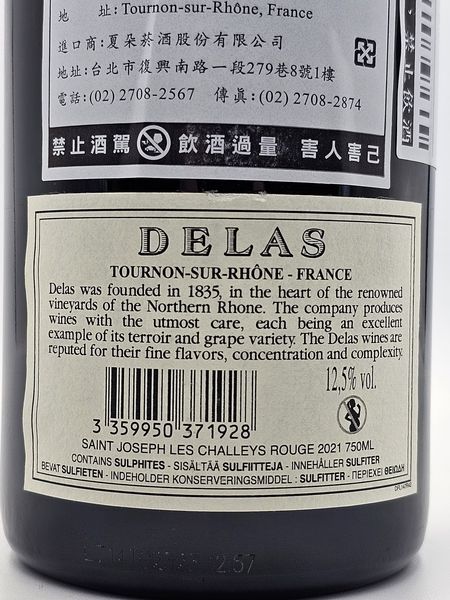 地　　址:Tournon-sur-Rhône, France
進口商:夏朵菸酒股份有限公司
地址:台北市復興南路一段279巷8號1樓
電話:(02) 2708-2567 傳真:(02) 2708-2874
禁止酒駕 飲酒過量 害人害己
禁止飲酒
DELAS
TOURNON-SUR-RHÔNE - FRANCE
Delas was founded in 1835, in the heart of the renowned
vineyards of the Northern Rhone. The company produces
wines with the utmost care, each being an excellent
example of its terroir and grape variety. The Delas wines are
reputed for their fine flavors, concentration and complexity.
12,5% vol.
3 359950 371928
SAINT JOSEPH LES CHALLEYS ROUGE 2021 750ML
CONTAINS SULPHITES - SISÄLTÄÄ SULFIITTEJA - INNEHÅLLER SULFITER
BEVAT SULFIETEN - INDEHOLDER KONSERVERINGSMIDDEL : SULFITTER - ΠΕΡΙΕΧΕΙ ΘΕΙΩΔΗ